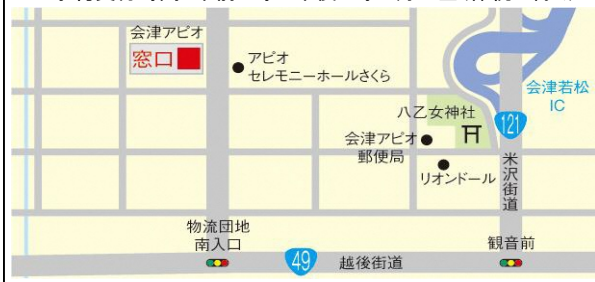 会津アピオ
窓口
アピオ
セレモニーホールさくら
会津若松
IC
八乙女神社
121
会津アピオ
郵便局
リオンドール
米沢街道
物流団地
南入口
観音前
49
越後街道